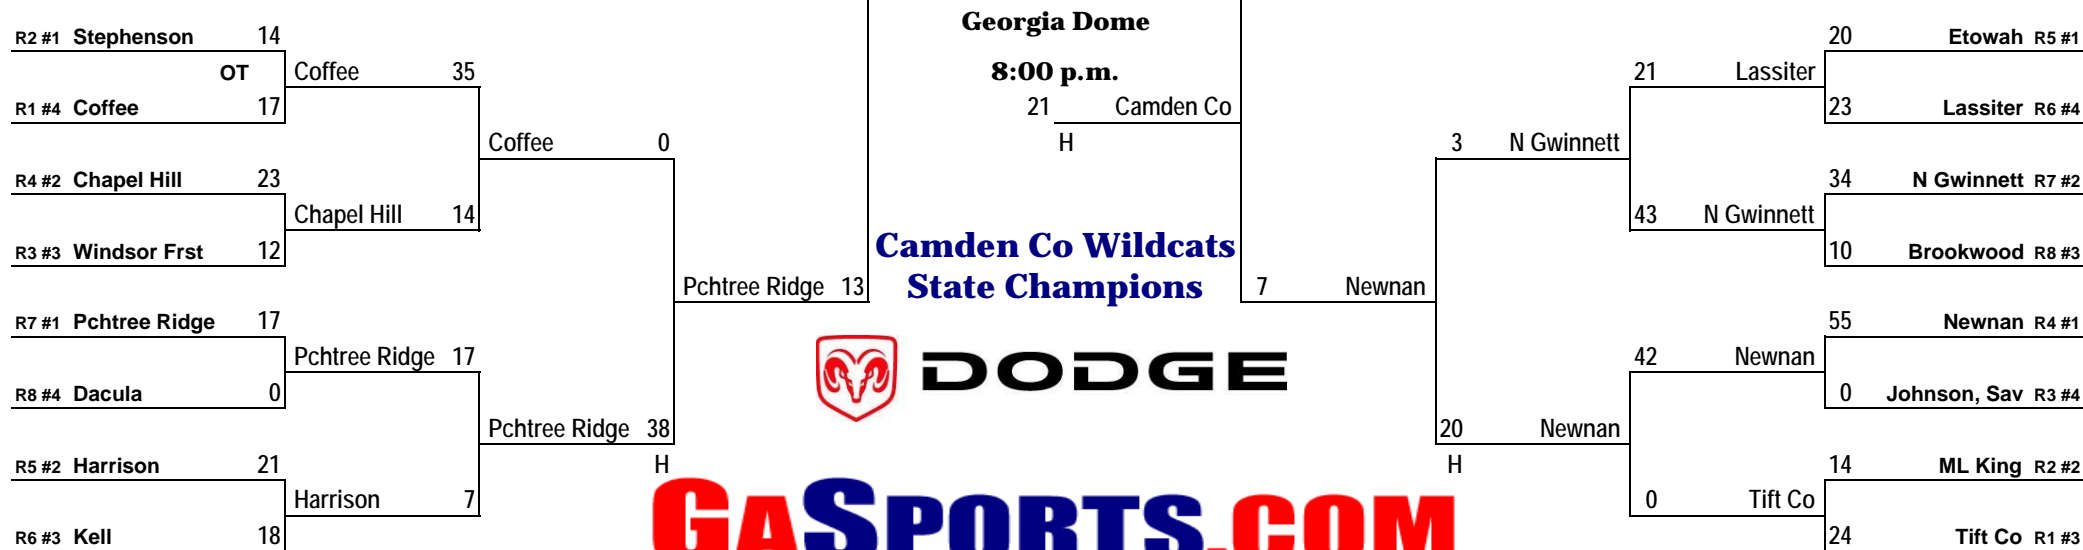 R2 #1 Stephenson 14
OT
R1 #4 Coffee 17
R4 #2 Chapel Hill 23
R3 #3 Windsor Frst 12
R7 #1 Pchtree Ridge 17
R8 #4 Dacula 0
R5 #2 Harrison 21
R6 #3 Kell 18
Coffee 35
Chapel Hill 14
Pchtree Ridge 17
Harrison 7
Coffee 0
Pchtree Ridge 38
H
Pchtree Ridge 13
Georgia Dome
8:00 p.m.
21 Camden Co
H
Camden Co Wildcats
State Champions
DODGE
GASPORTS.COM
7 Newnan
3 N Gwinnett
20 Newnan
H
21 Lassiter
43 N Gwinnett
42 Newnan
0 Tift Co
20 Etowah R5 #1
23 Lassiter R6 #4
34 N Gwinnett R7 #2
10 Brookwood R8 #3
55 Newnan R4 #1
0 Johnson, Sav R3 #4
14 ML King R2 #2
24 Tift Co R1 #3